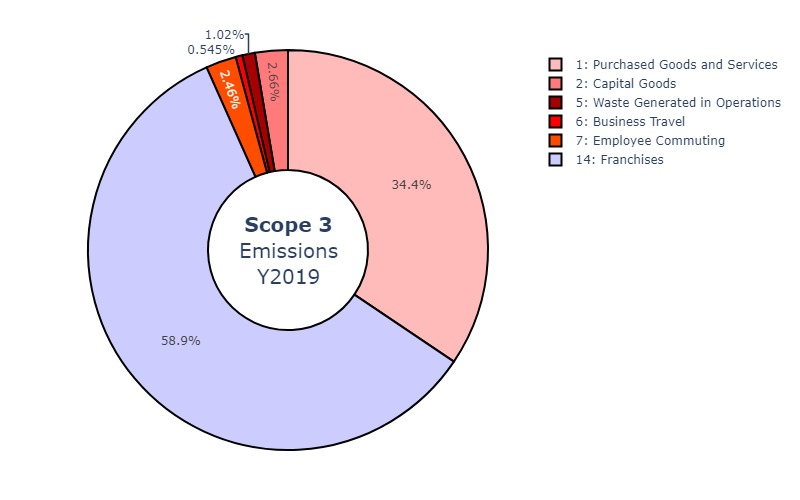 1.02%
0.545%
2.46%
2.66%
34.4%
58.9%
Scope 3
Emissions
Y2019
1: Purchased Goods and Services
2: Capital Goods
5: Waste Generated in Operations
6: Business Travel
7: Employee Commuting
14: Franchises